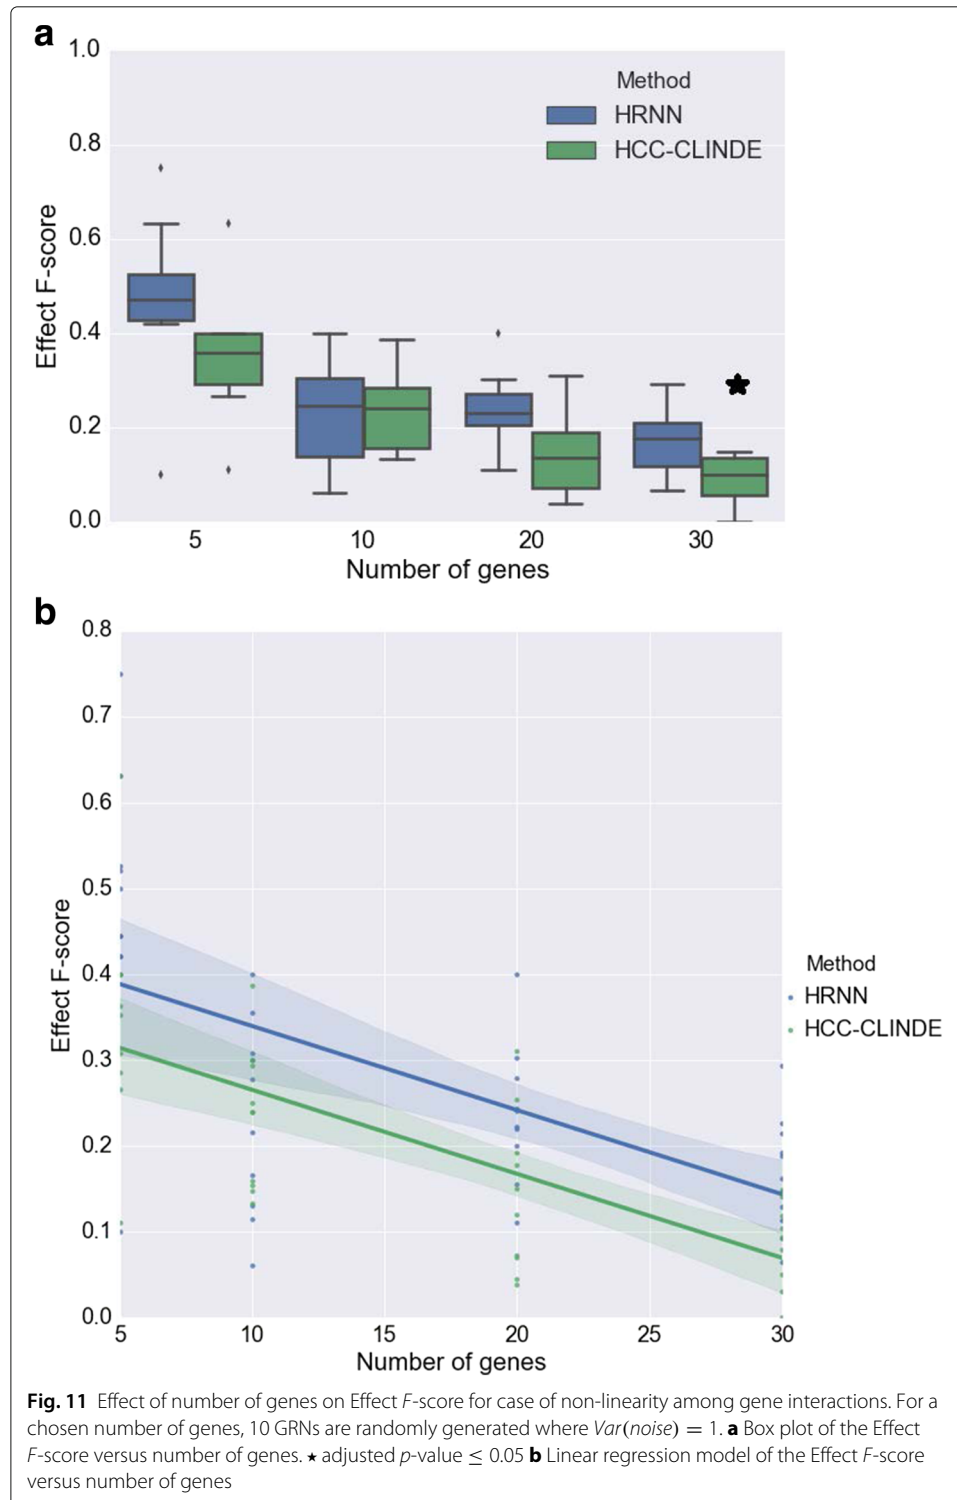 a
1.0
0.8
0.6
0.4
0.2
0.0
Effect F-score
Method
HRNN
HCC-CLINDE
5 10 20 30
Number of genes
b
0.8
0.7
0.6
0.5
0.4
0.3
0.2
0.1
0.0
Effect F-score
Method
HRNN
HCC-CLINDE
5 10 15 20 25 30
Number of genes
Fig. 11 Effect of number of genes on Effect F-score for case of non-linearity among gene interactions. For a
chosen number of genes, 10 GRNs are randomly generated where Var(noise) = 1. a Box plot of the Effect
F-score versus number of genes. ★ adjusted p-value ≤ 0.05 b Linear regression model of the Effect F-score
versus number of genes